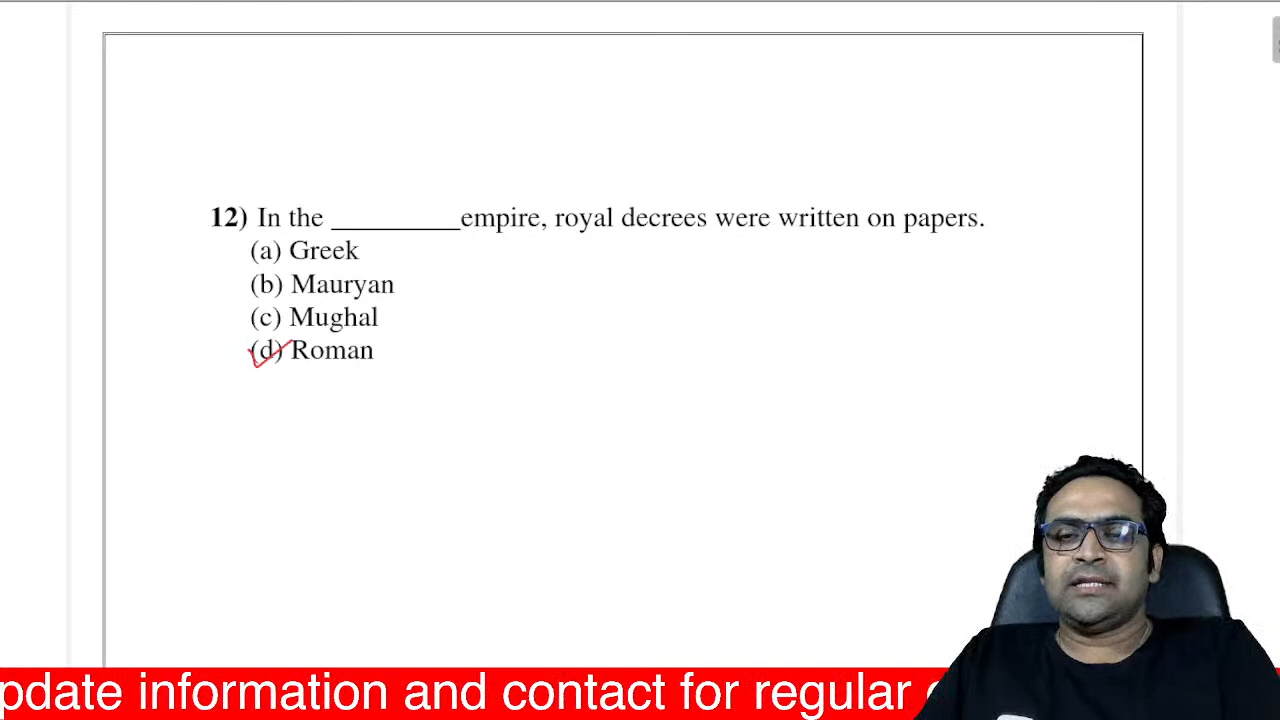 12) In the _________empire, royal decrees were written on papers.
(a) Greek
(b) Mauryan
(c) Mughal
(d) Roman
pdate information and contact for regular